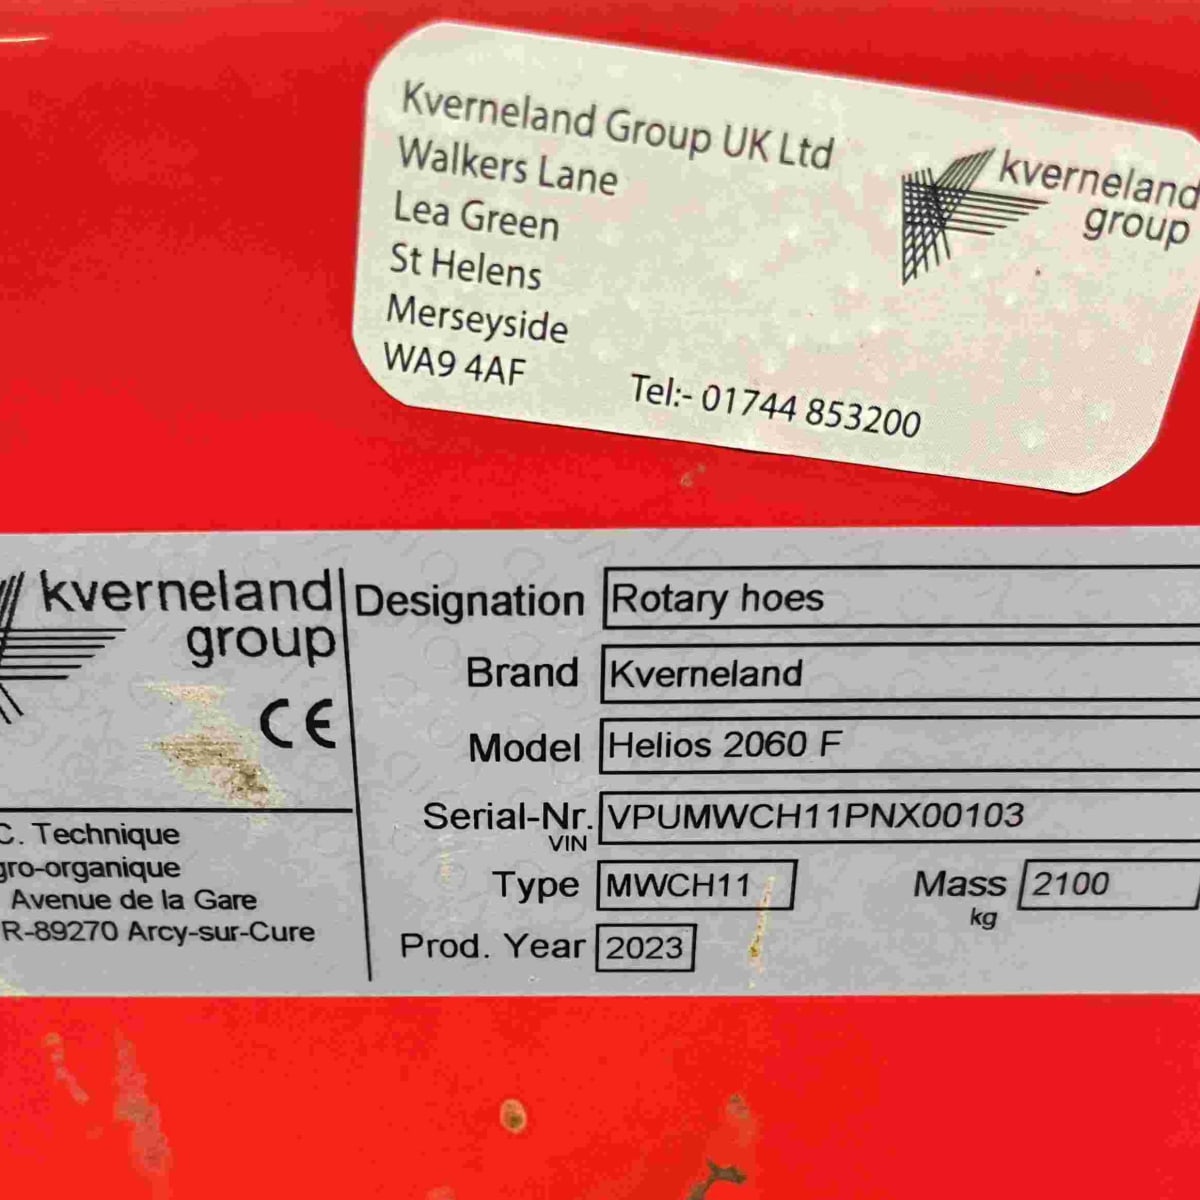 Kverneland Group UK Ltd
Walkers Lane
Lea Green
St Helens
Merseyside
WA9 4AF
Tel:- 01744 853200
kverneland
group
kverneland
group
CE
C. Technique
gro-organique
Avenue de la Gare
R-89270 Arcy-sur-Cure
Designation Rotary hoes
Brand Kverneland
Model Helios 2060 F
Serial-Nr. VPUMWCH11PNX00103
VIN
Type MWCH11 Mass 2100
kg
Prod. Year 2023